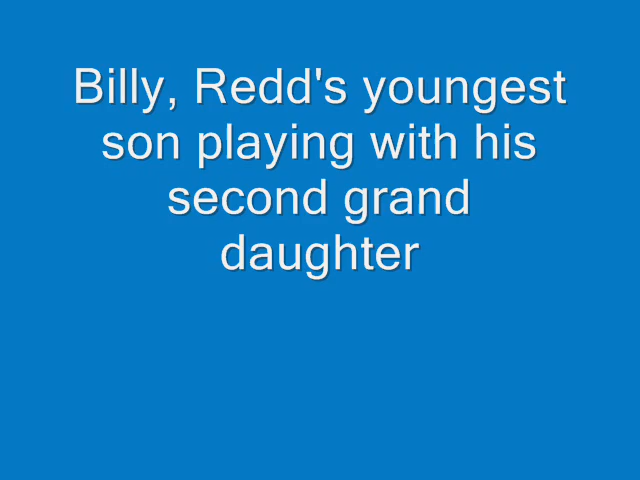 Billy, Redd's youngest
son playing with his
second grand
daughter